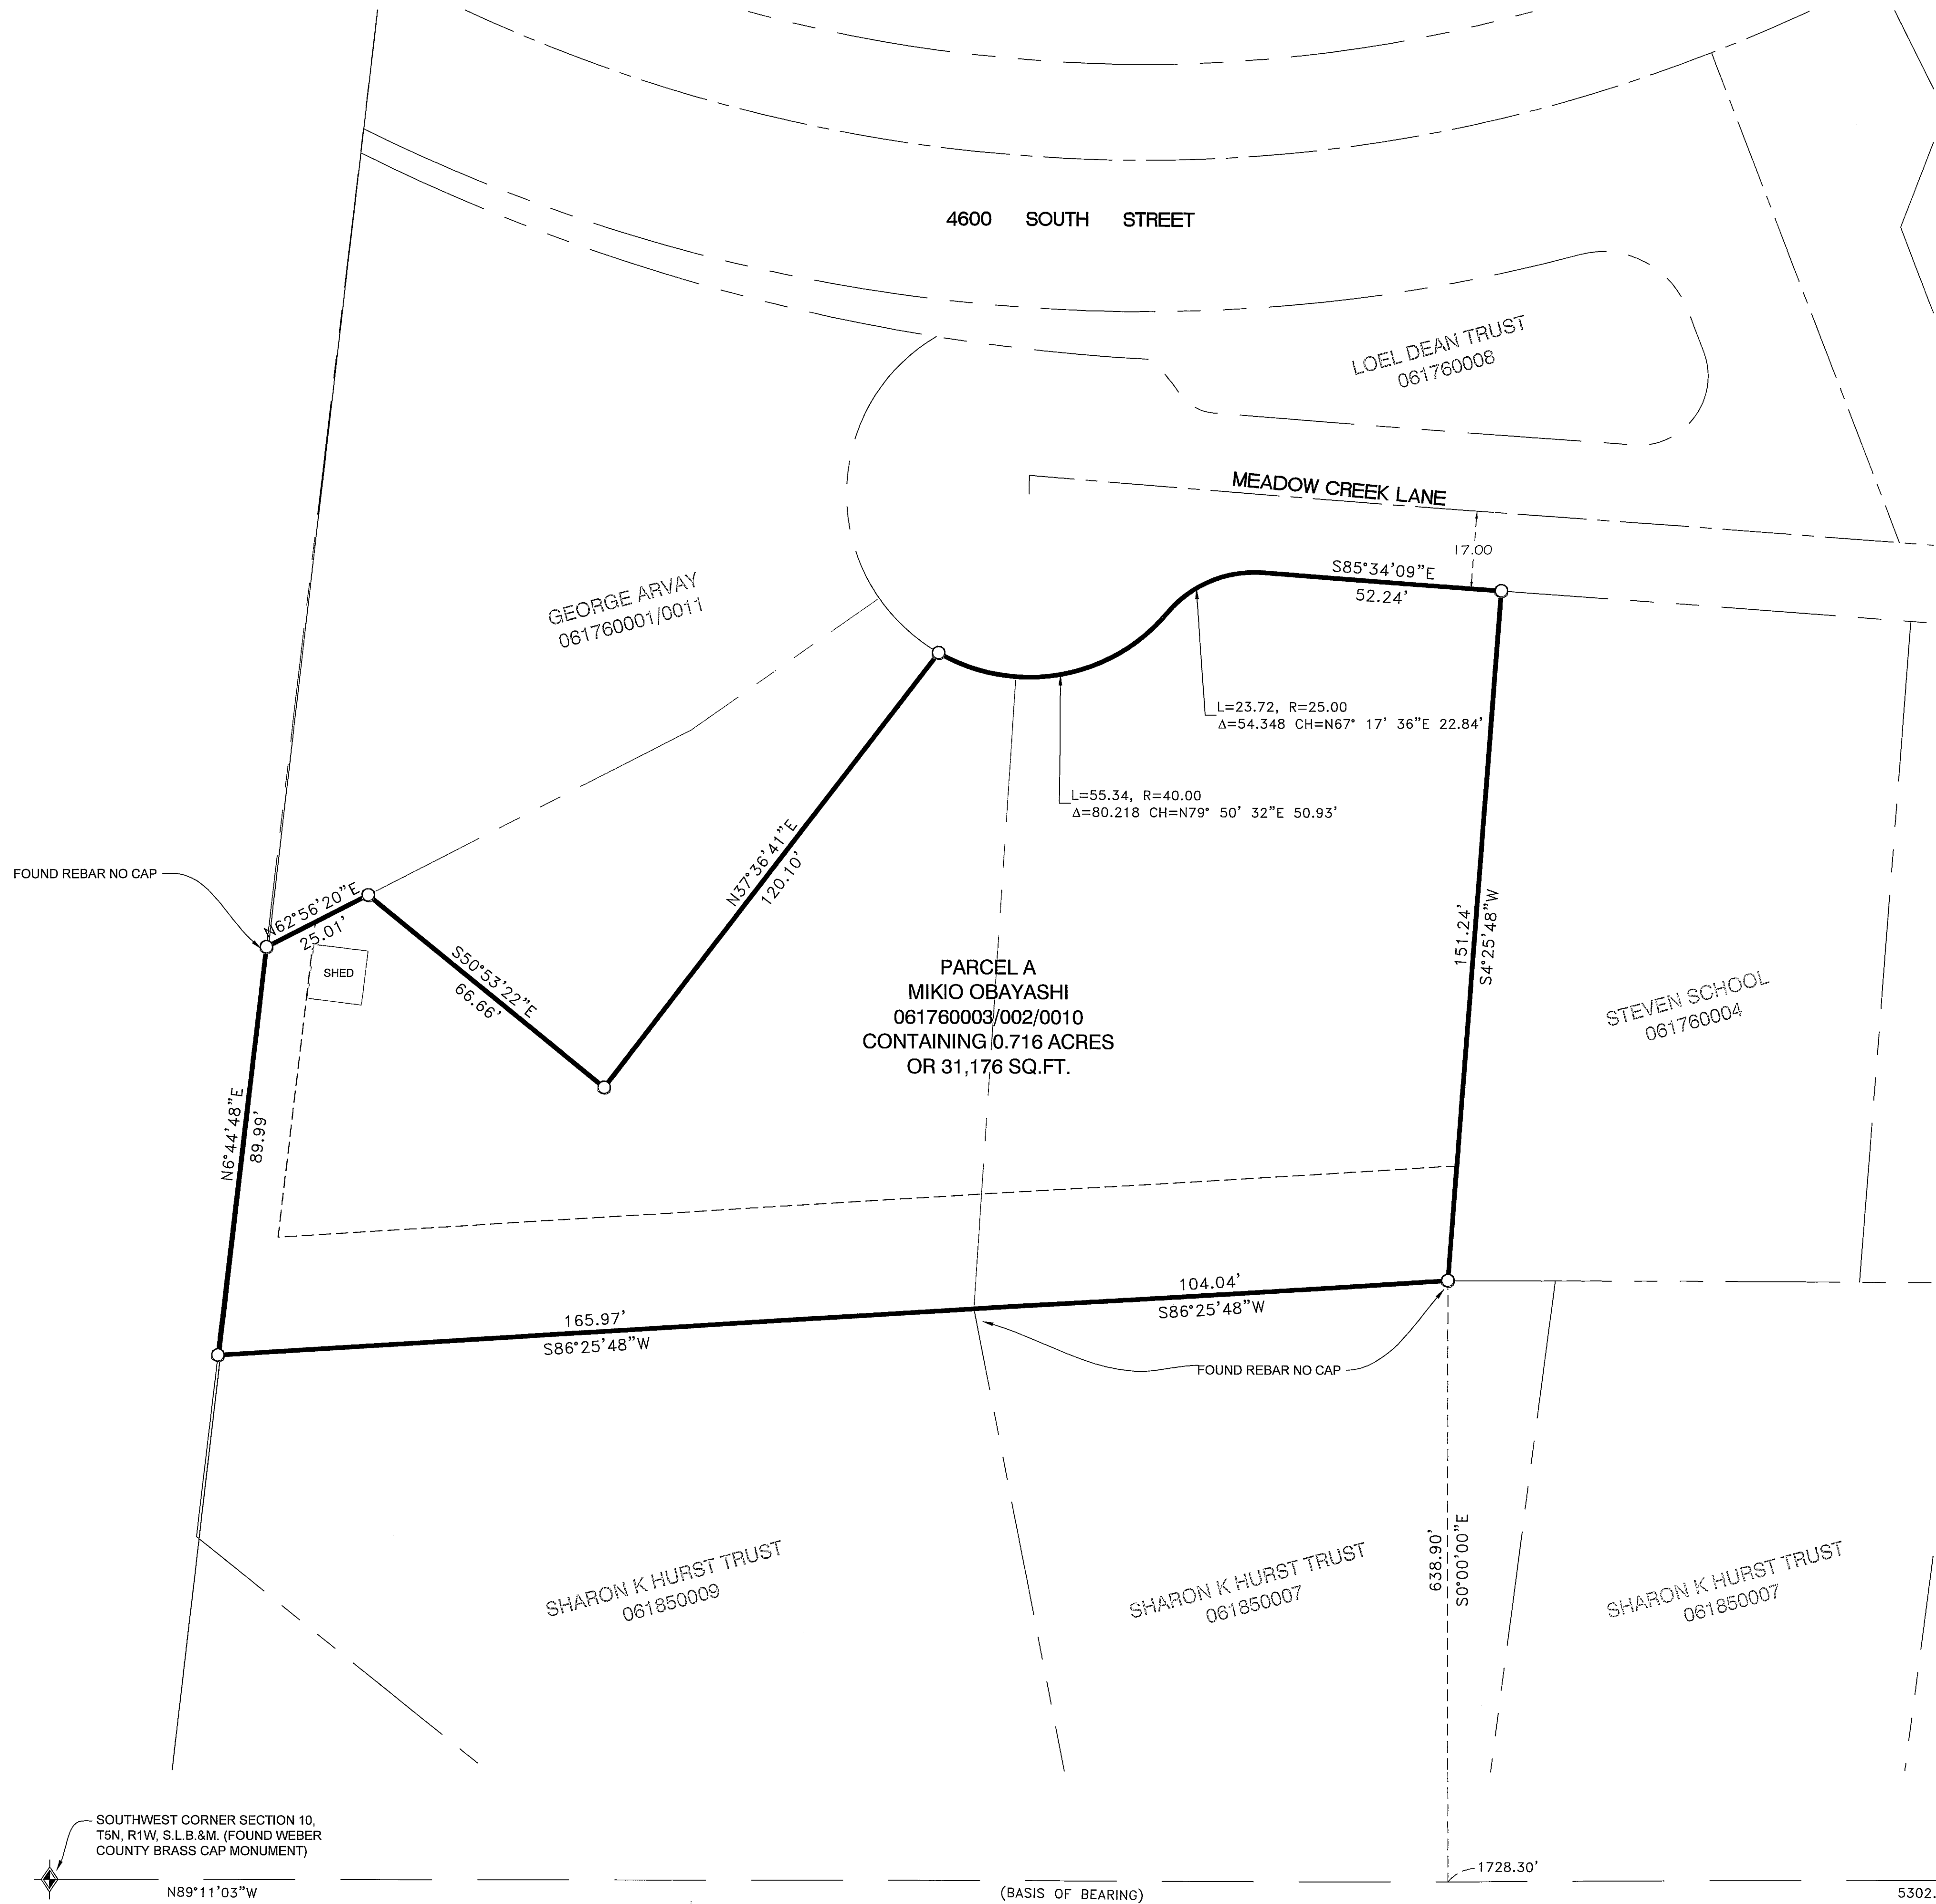 4600 SOUTH STREET
LOEL DEAN TRUST
061760008
MEADOW CREEK LANE
17.00
S85°34'09"E
52.24'
GEORGE ARVAY
061760001/0011
L=23.72, R=25.00
Δ=54.348 CH=N67° 17' 36"E 22.84'
L=55.34, R=40.00
Δ=80.218 CH=N79° 50' 32"E 50.93'
N37°36'41"E
120.10'
FOUND REBAR NO CAP
N62°56'20"E
25.01'
SHED
S50°53'22"E
66.66'
151.24'
S4°25'48"W
PARCEL A
MIKIO OBAYASHI
061760003/002/0010
CONTAINING 0.716 ACRES
OR 31,176 SQ.FT.
STEVEN SCHOOL
061760004
N6°44'48"E
89.99'
104.04'
S86°25'48"W
165.97'
S86°25'48"W
FOUND REBAR NO CAP
638.90'
S0°00'00"E
SHARON K HURST TRUST
061850009
SHARON K HURST TRUST
061850007
SHARON K HURST TRUST
061850007
SOUTHWEST CORNER SECTION 10,
T5N, R1W, S.L.B.&M. (FOUND WEBER
COUNTY BRASS CAP MONUMENT)
1728.30'
N89°11'03"W
(BASIS OF BEARING)
5302.